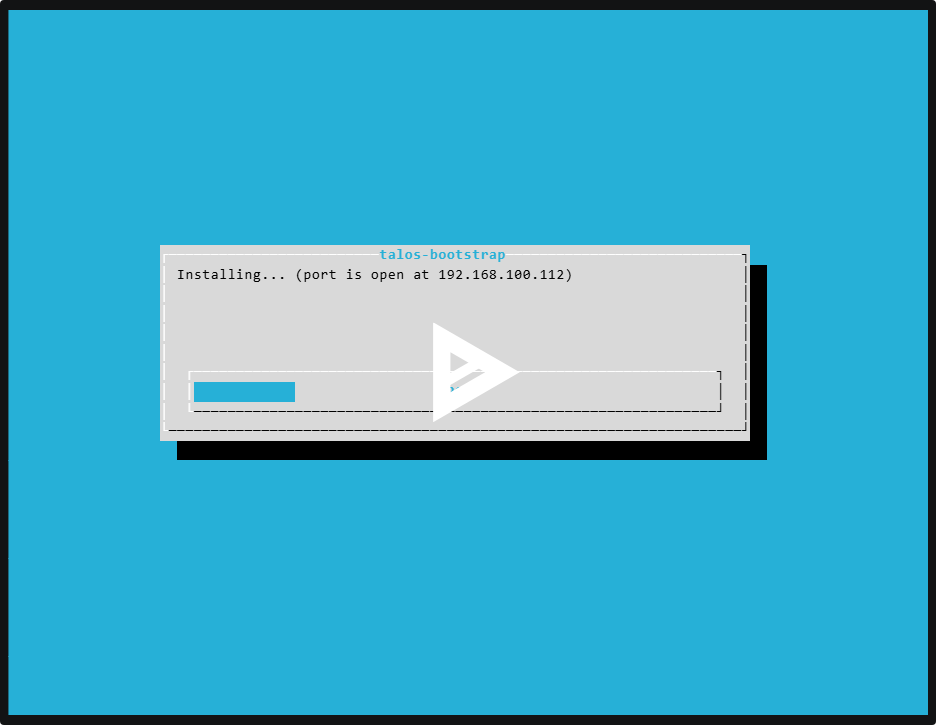 talos-bootstrap
Installing... (port is open at 192.168.100.112)